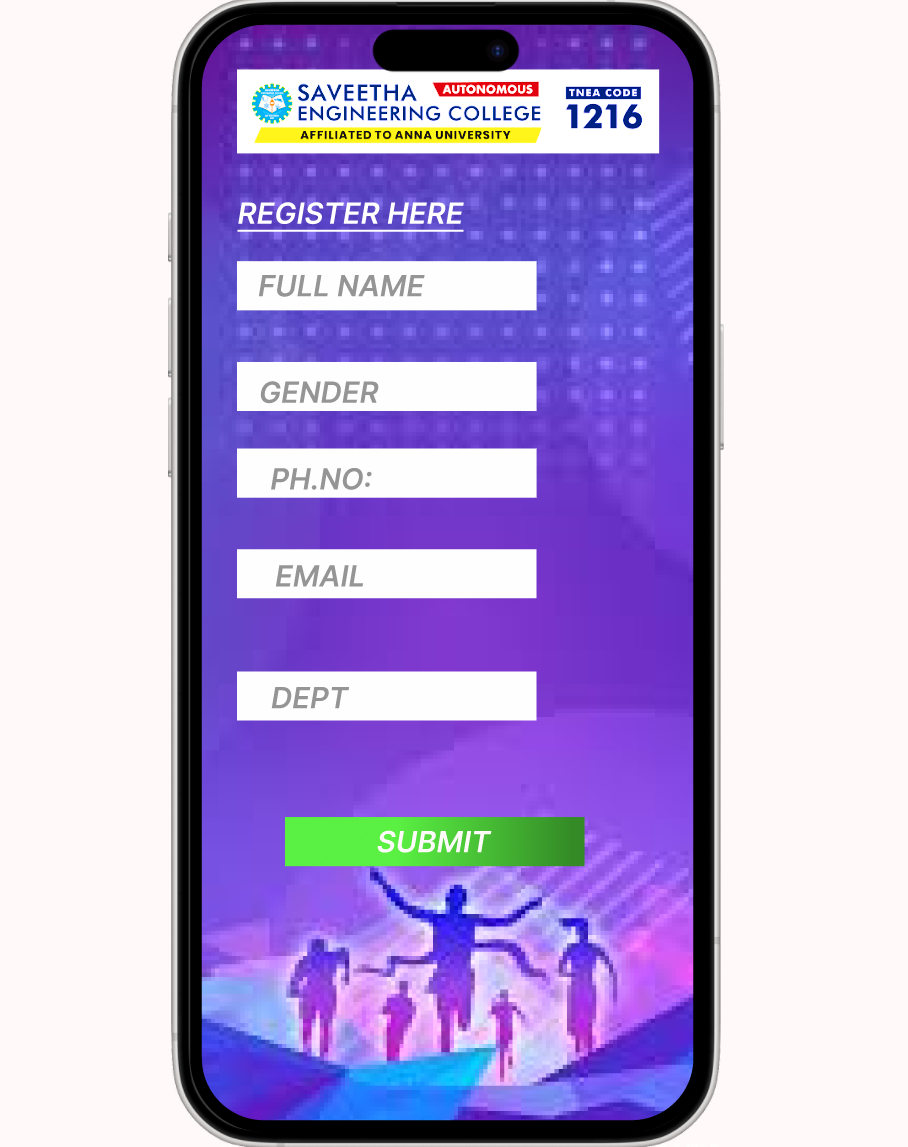 SAVEETHA AUTONOMOUS
ENGINEERING COLLEGE
AFFILIATED TO ANNA UNIVERSITY
TNEA CODE
1216
REGISTER HERE
FULL NAME
GENDER
PH.NO:
EMAIL
DEPT
SUBMIT